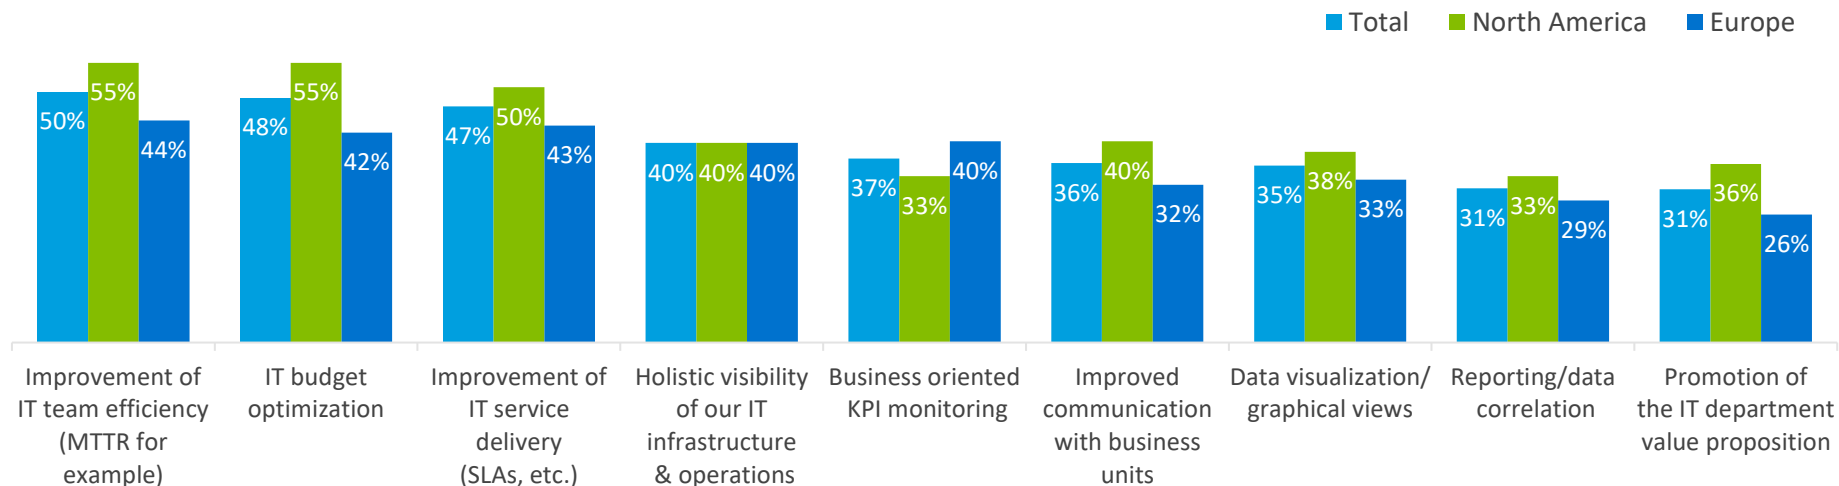 Total North America Europe
50% 55% 44%
48% 55% 42%
47% 50% 43%
40% 40% 40%
37% 33% 40%
36% 40% 32%
35% 38% 33%
31% 33% 29%
31% 36% 26%
Improvement of
IT team efficiency
(MTTR for
example)
IT budget
optimization
Improvement of
IT service
delivery
(SLAs, etc.)
Holistic visibility
of our IT
infrastructure
& operations
Business oriented
KPI monitoring
Improved
communication
with business
units
Data visualization/
graphical views
Reporting/data
correlation
Promotion of
the IT department
value proposition